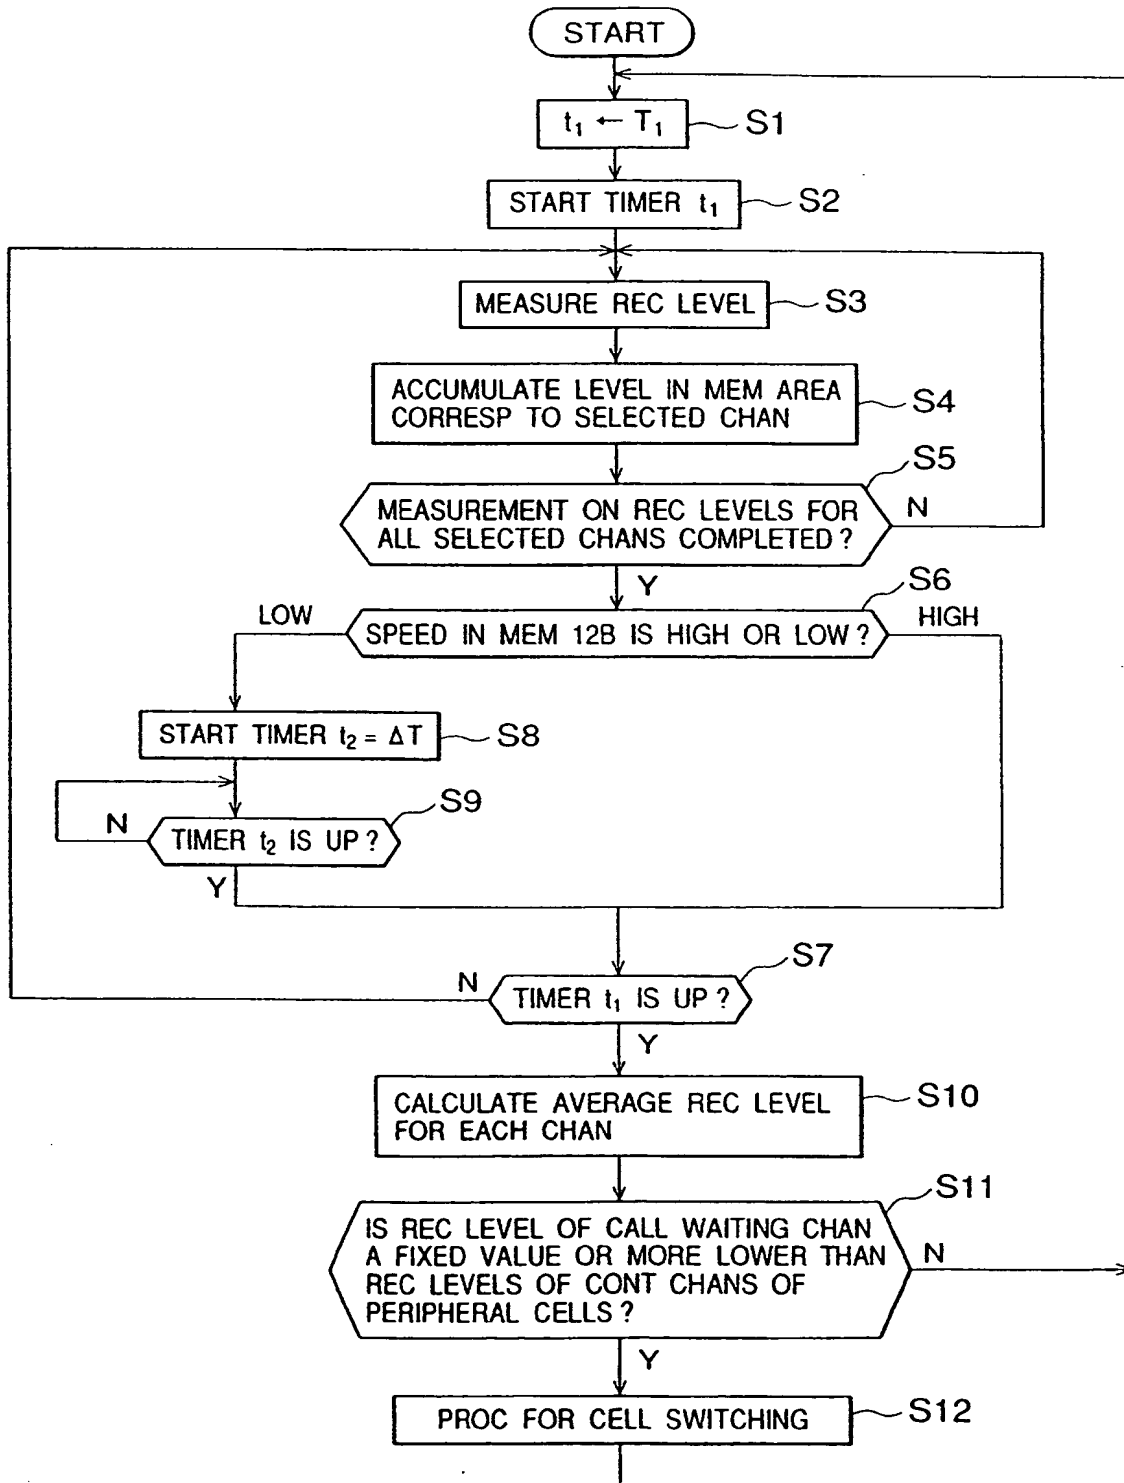 START
t₁ ← T₁
S1
START TIMER t₁
S2
MEASURE REC LEVEL
S3
ACCUMULATE LEVEL IN MEM AREA
CORRESP TO SELECTED CHAN
S4
S5
MEASUREMENT ON REC LEVELS FOR
ALL SELECTED CHANS COMPLETED?
N
Y
S6
LOW
SPEED IN MEM 12B IS HIGH OR LOW?
HIGH
START TIMER t₂ = ΔT
S8
S9
N
TIMER t₂ IS UP?
Y
S7
N
TIMER t₁ IS UP?
Y
CALCULATE AVERAGE REC LEVEL
FOR EACH CHAN
S10
S11
IS REC LEVEL OF CALL WAITING CHAN
A FIXED VALUE OR MORE LOWER THAN
REC LEVELS OF CONT CHANS OF
PERIPHERAL CELLS?
N
Y
PROC FOR CELL SWITCHING
S12